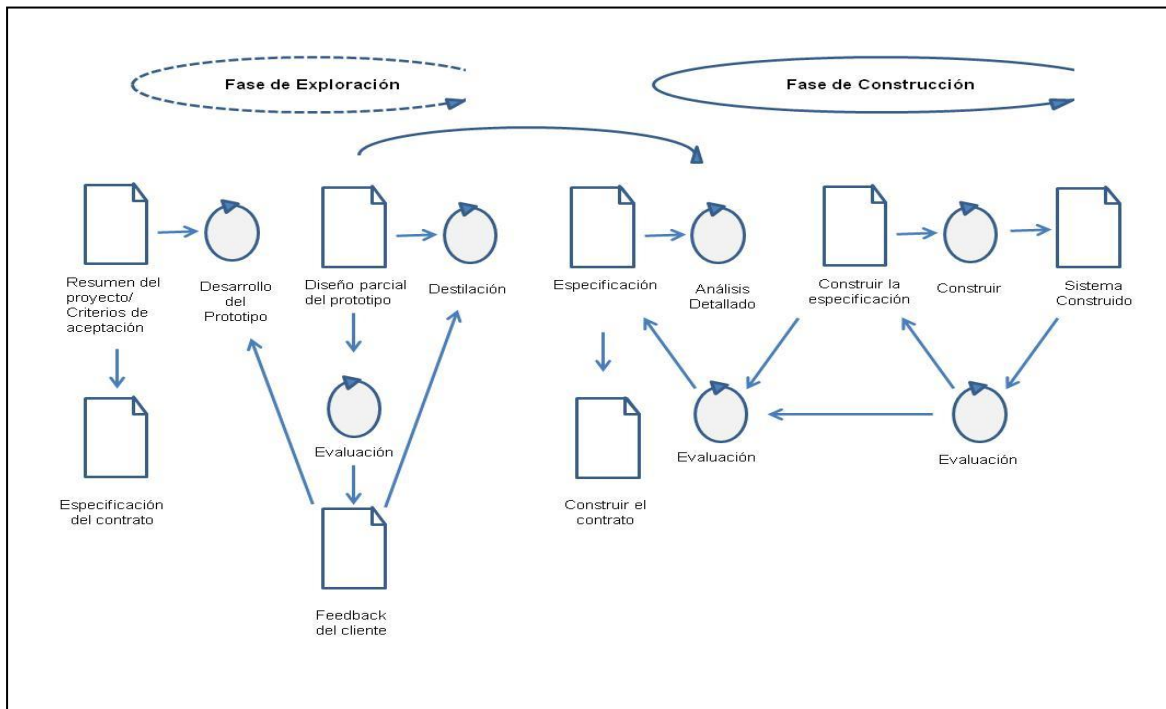 Fase de Exploración
Fase de Construcción
Resumen del
proyecto/
Criterios de
aceptación
Desarrollo
del
Prototipo
Diseño parcial
del prototipo
Destilación
Especificación
Análisis
Detallado
Construir la
especificación
Construir
Sistema
Construido
Evaluación
Evaluación
Evaluación
Especificación
del contrato
Construir el
contrato
Feedback
del cliente